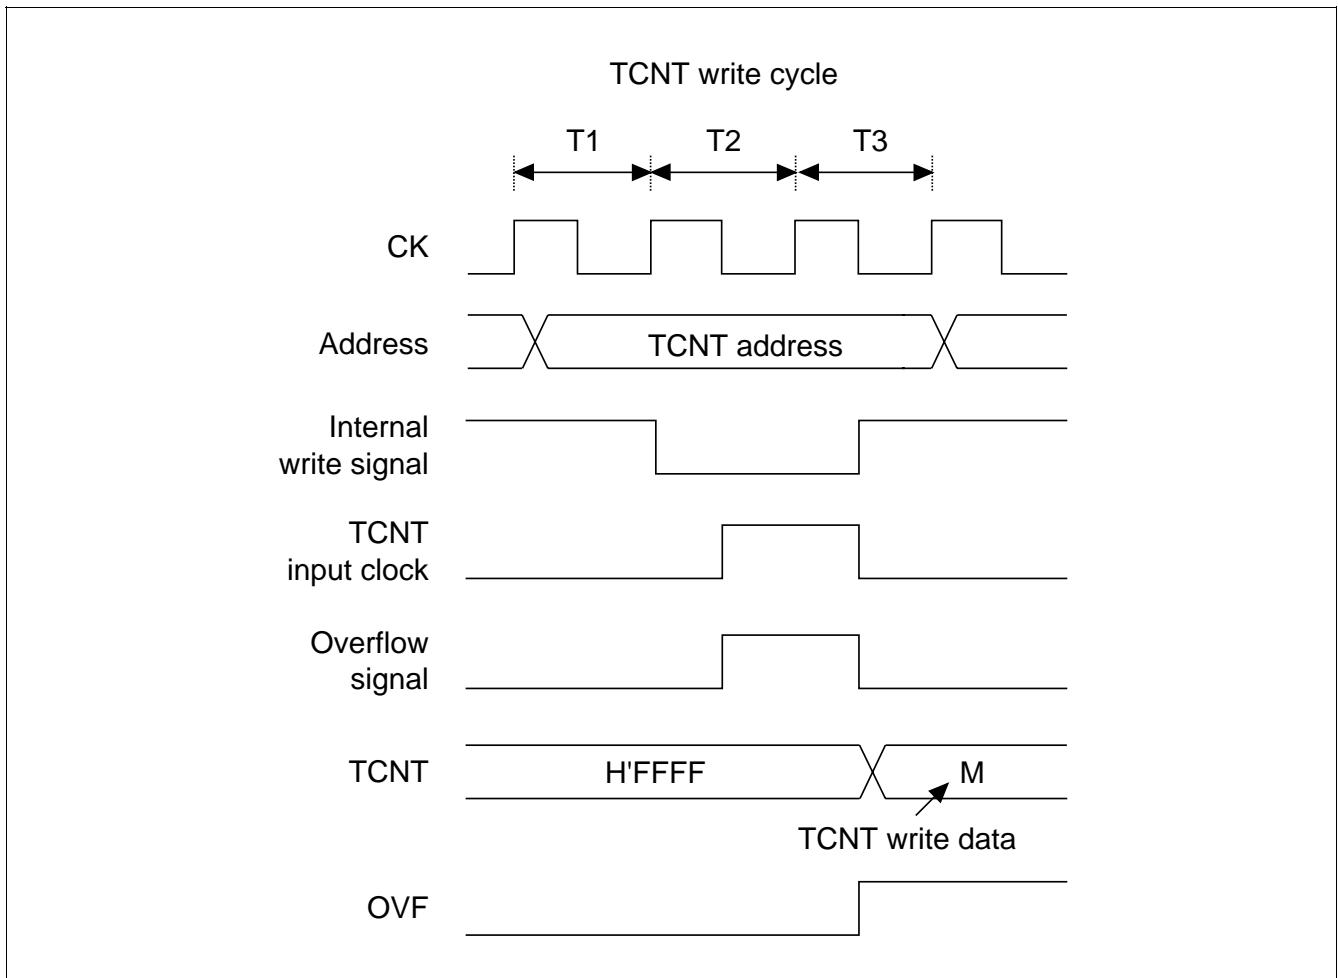 TCNT write cycle
T1 T2 T3
CK
Address
TCNT address
Internal
write signal
TCNT
input clock
Overflow
signal
TCNT
H'FFFF
M
TCNT write data
OVF